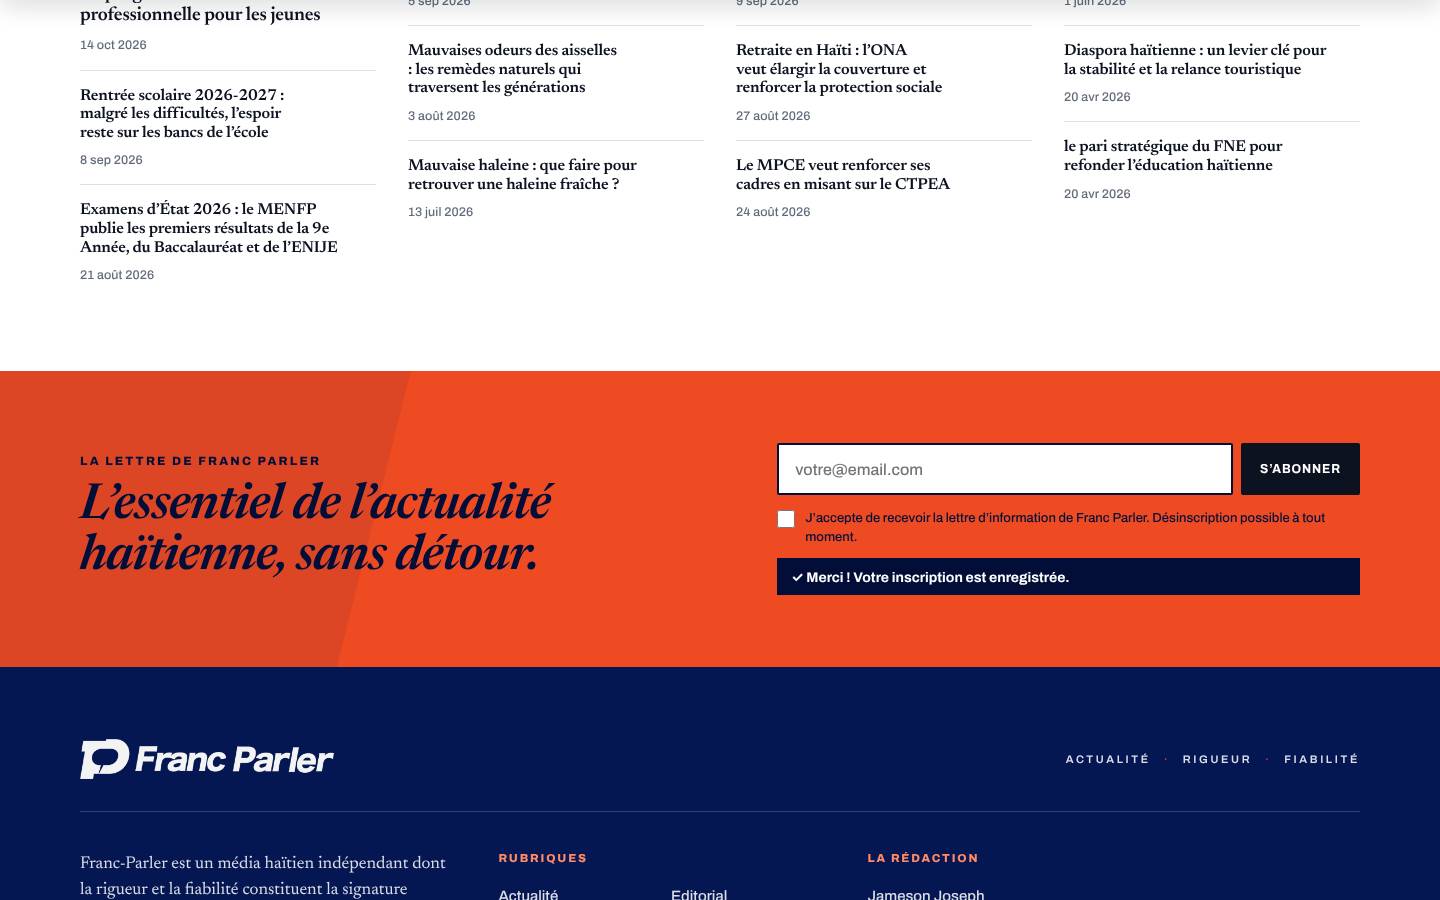 professionnelle pour les jeunes
14 oct 2026
Rentrée scolaire 2026-2027 :
malgré les difficultés, l’espoir
reste sur les bancs de l’école
8 sep 2026
Examens d’État 2026 : le MENFP
publie les premiers résultats de la 9e
Année, du Baccalauréat et de l’ENIJE
21 août 2026
5 sep 2026
Mauvaises odeurs des aisselles
: les remèdes naturels qui
traversent les générations
3 août 2026
Mauvaise haleine : que faire pour
retrouver une haleine fraîche ?
13 juil 2026
9 sep 2026
Retraite en Haïti : l’ONA
veut élargir la couverture et
renforcer la protection sociale
27 août 2026
Le MPCE veut renforcer ses
cadres en misant sur le CTPEA
24 août 2026
1 juin 2026
Diaspora haïtienne : un levier clé pour
la stabilité et la relance touristique
20 avr 2026
le pari stratégique du FNE pour
refonder l’éducation haïtienne
20 avr 2026
LA LETTRE DE FRANC PARLER
L’essentiel de l’actualité
haïtienne, sans détour.
votre@email.com
S’ABONNER
J’accepte de recevoir la lettre d’information de Franc Parler. Désinscription possible à tout
moment.
✓ Merci ! Votre inscription est enregistrée.
Franc Parler
ACTUALITÉ · RIGUEUR · FIABILITÉ
Franc-Parler est un média haïtien indépendant dont
la rigueur et la fiabilité constituent la signature
RUBRIQUES
Actualité
Editorial
LA RÉDACTION
Jameson Joseph